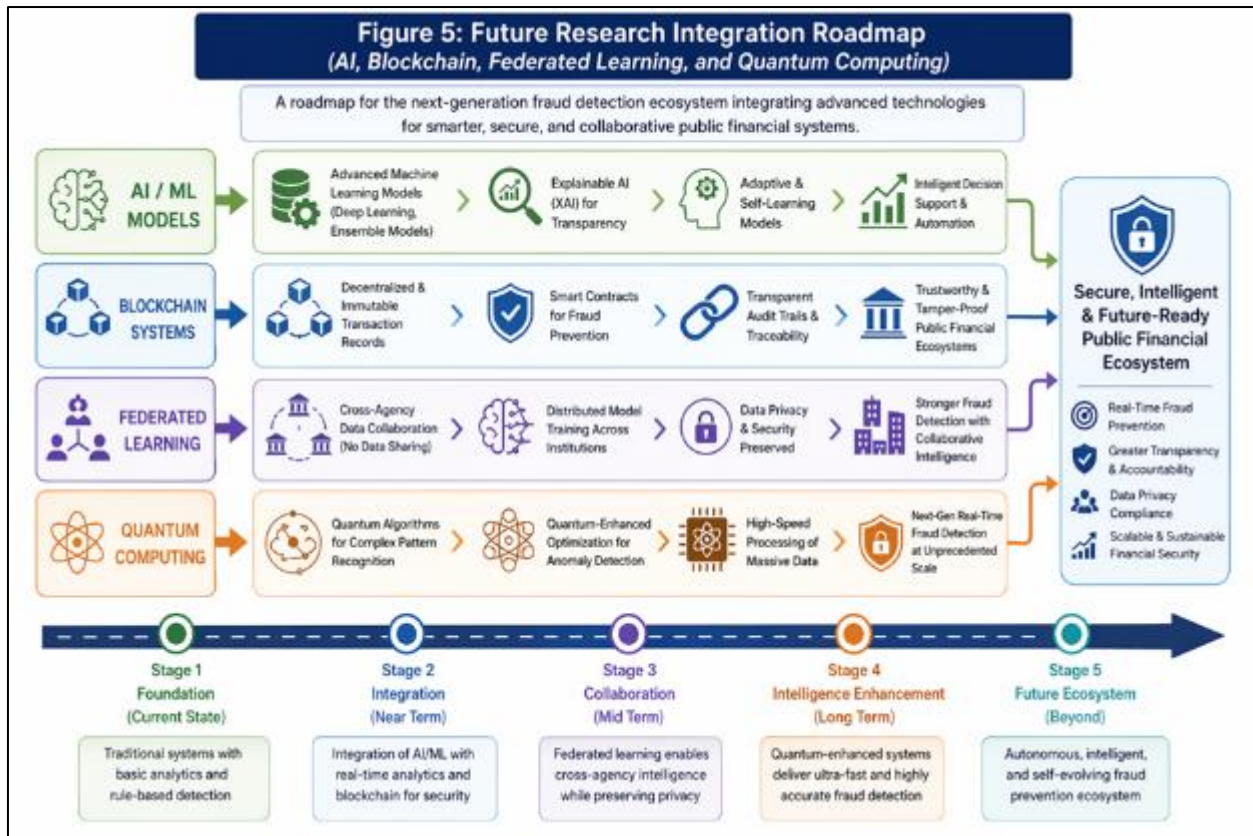 Figure 5: Future Research Integration Roadmap
(AI, Blockchain, Federated Learning, and Quantum Computing)
A roadmap for the next-generation fraud detection ecosystem integrating advanced technologies
for smarter, secure, and collaborative public financial systems.
AI / ML
MODELS
Advanced Machine
Learning Models
(Deep Learning,
Ensemble Models)
Explainable AI
(XAI) for
Transparency
Adaptive &
Self-Learning
Models
Intelligent Decision
Support &
Automation
BLOCKCHAIN
SYSTEMS
Decentralized &
Immutable
Transaction
Records
Smart Contracts
for Fraud
Prevention
Transparent
Audit Trails &
Traceability
Trustworthy &
Tamper-Proof
Public Financial
Ecosystems
FEDERATED
LEARNING
Cross-Agency
Data Collaboration
(No Data Sharing)
Distributed Model
Training Across
Institutions
Data Privacy
& Security
Preserved
Stronger Fraud
Detection with
Collaborative
Intelligence
QUANTUM
COMPUTING
Quantum Algorithms
for Complex Pattern
Recognition
Quantum-Enhanced
Optimization for
Anomaly Detection
High-Speed
Processing of
Massive Data
Next-Gen Real-Time
Fraud Detection
at Unprecedented
Scale
Secure, Intelligent
& Future-Ready
Public Financial
Ecosystem
Real-Time Fraud
Prevention
Greater Transparency
& Accountability
Data Privacy
Compliance
Scalable & Sustainable
Financial Security
Stage 1
Foundation
(Current State)
Traditional systems with
basic analytics and
rule-based detection
Stage 2
Integration
(Near Term)
Integration of AI/ML with
real-time analytics and
blockchain for security
Stage 3
Collaboration
(Mid Term)
Federated learning enables
cross-agency intelligence
while preserving privacy
Stage 4
Intelligence Enhancement
(Long Term)
Quantum-enhanced systems
deliver ultra-fast and highly
accurate fraud detection
Stage 5
Future Ecosystem
(Beyond)
Autonomous, intelligent,
and self-evolving fraud
prevention ecosystem